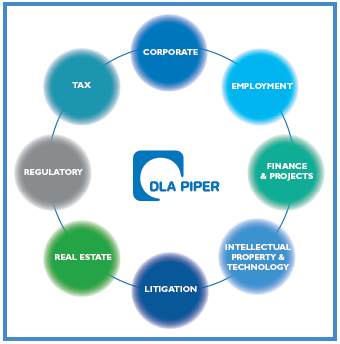 CORPORATE
TAX
EMPLOYMENT
REGULATORY
DLA PIPER
FINANCE
& PROJECTS
REAL ESTATE
INTELLECTUAL
PROPERTY &
TECHNOLOGY
LITIGATION